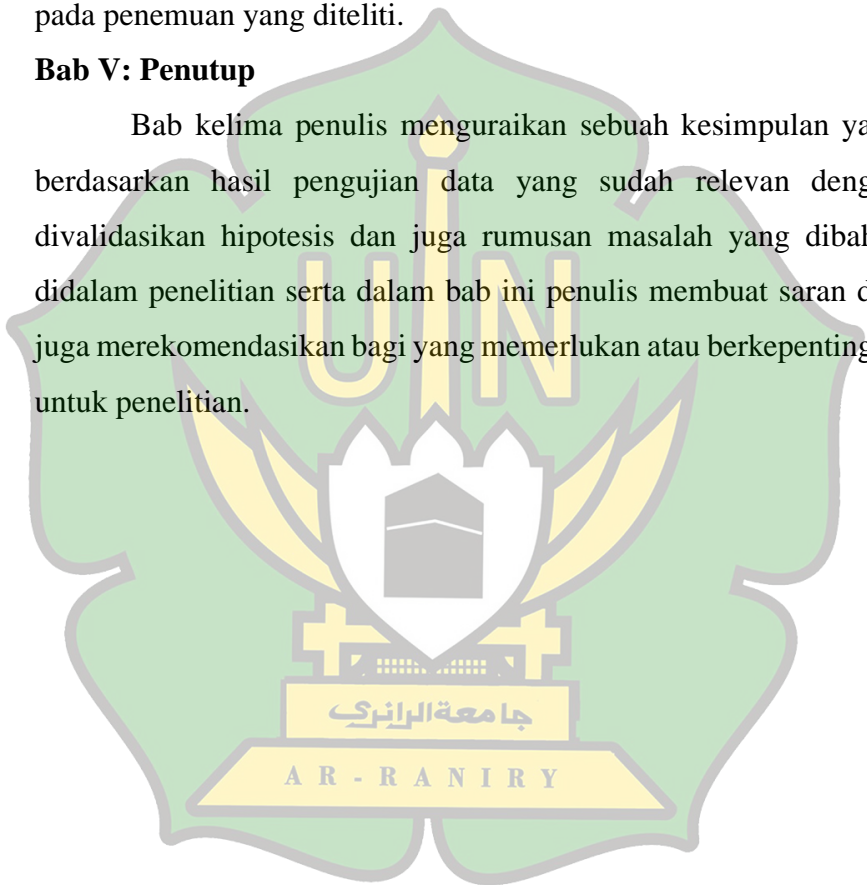 pada penemuan yang diteliti.
Bab V: Penutup
Bab kelima penulis menguraikan sebuah kesimpulan ya
berdasarkan hasil pengujian data yang sudah relevan deng
divalidasikan hipotesis dan juga rumusan masalah yang dibah
didalam penelitian serta dalam bab ini penulis membuat saran d
juga merekomendasikan bagi yang memerlukan atau berkepenting
untuk penelitian.
UIN
جامعة الرانري
AR-RANIRY